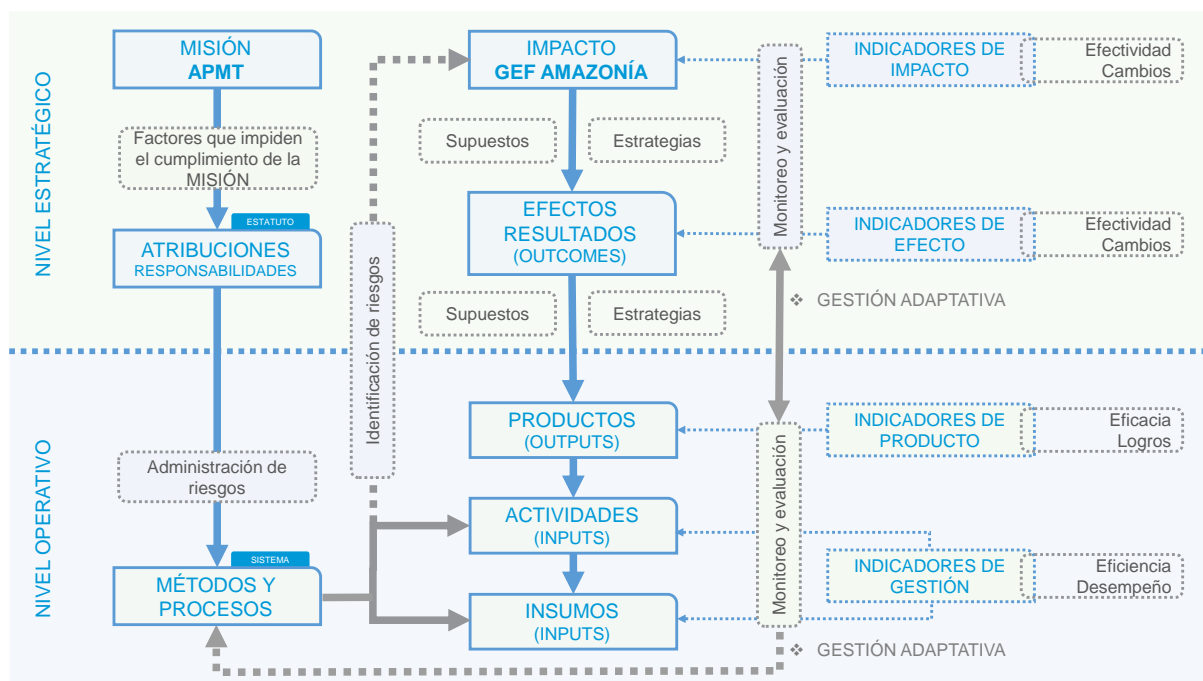 NIVEL ESTRATÉGICO
MISIÓN
APMT
Factores que impiden
el cumplimiento de la
MISIÓN
ESTATUTO
ATRIBUCIONES
RESPONSABILIDADES
Identificación de riesgos
IMPACTO
GEF AMAZONÍA
Supuestos
Estrategias
EFECTOS
RESULTADOS
(OUTCOMES)
Supuestos
Estrategias
Monitoreo y evaluación
INDICADORES DE
IMPACTO
Efectividad
Cambios
INDICADORES DE
EFECTO
Efectividad
Cambios
❖ GESTIÓN ADAPTATIVA
NIVEL OPERATIVO
Administración de
riesgos
SISTEMA
MÉTODOS Y
PROCESOS
PRODUCTOS
(OUTPUTS)
ACTIVIDADES
(INPUTS)
INSUMOS
(INPUTS)
Monitoreo y evaluación
INDICADORES DE
PRODUCTO
Eficacia
Logros
INDICADORES DE
GESTIÓN
Eficiencia
Desempeño
❖ GESTIÓN ADAPTATIVA